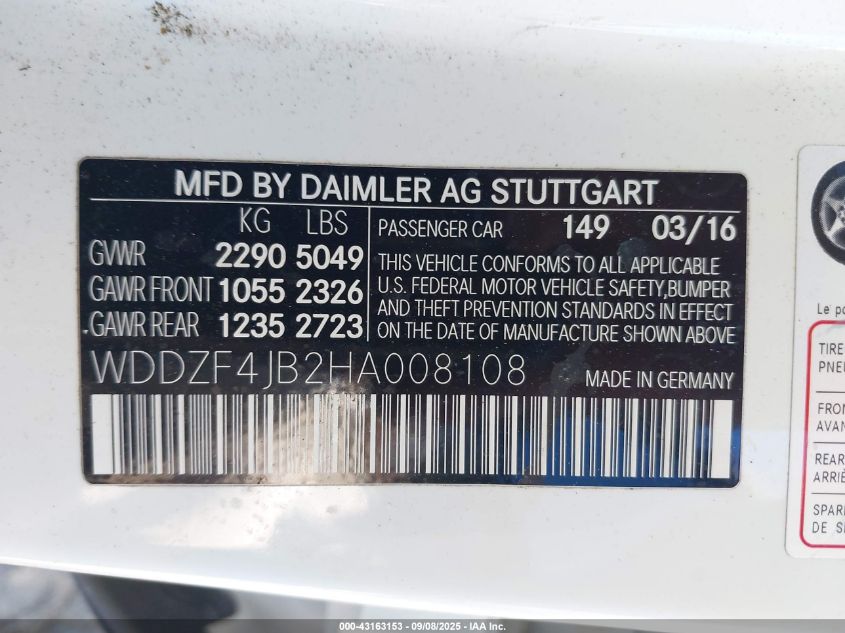 MFD BY DAIMLER AG STUTTGART
KG LBS
PASSENGER CAR 149 03/16
GVWR 2290 5049
GAWR FRONT 1055 2326
GAWR REAR 1235 2723
THIS VEHICLE CONFORMS TO ALL APPLICABLE
U.S. FEDERAL MOTOR VEHICLE SAFETY,BUMPER
AND THEFT PREVENTION STANDARDS IN EFFECT
ON THE DATE OF MANUFACTURE SHOWN ABOVE
WDDZF4JB2HA008108 MADE IN GERMANY
Le po
TIRE
PNEU
FRON
AVAN
REAR
ARRIÈ
SPAR
DE S
000-43163153 - 09/08/2025 - IAA Inc.